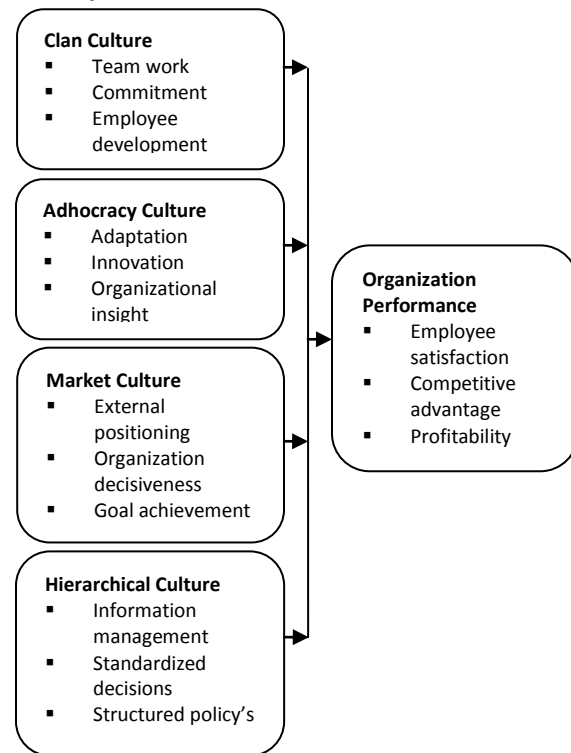 Clan Culture
▪ Team work
▪ Commitment
▪ Employee
development
Adhocracy Culture
▪ Adaptation
▪ Innovation
▪ Organizational
insight
Market Culture
▪ External
positioning
▪ Organization
decisiveness
▪ Goal achievement
Hierarchical Culture
▪ Information
management
▪ Standardized
decisions
▪ Structured policy’s
Organization
Performance
▪ Employee
satisfaction
▪ Competitive
advantage
▪ Profitability